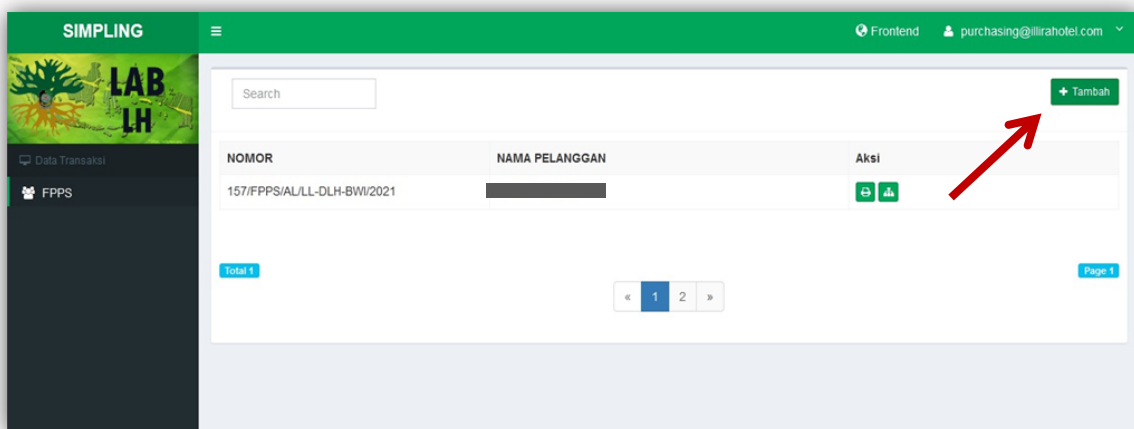 SIMPLING
Frontend purchasing@illirahotel.com
LAB
LH
Search
Tambah
Data Transaksi
FPPS
NOMOR NAMA PELANGGAN Aksi
157/FPPS/AL/LL-DLH-BWI/2021
Total 1 Page 1
« 1 2 »